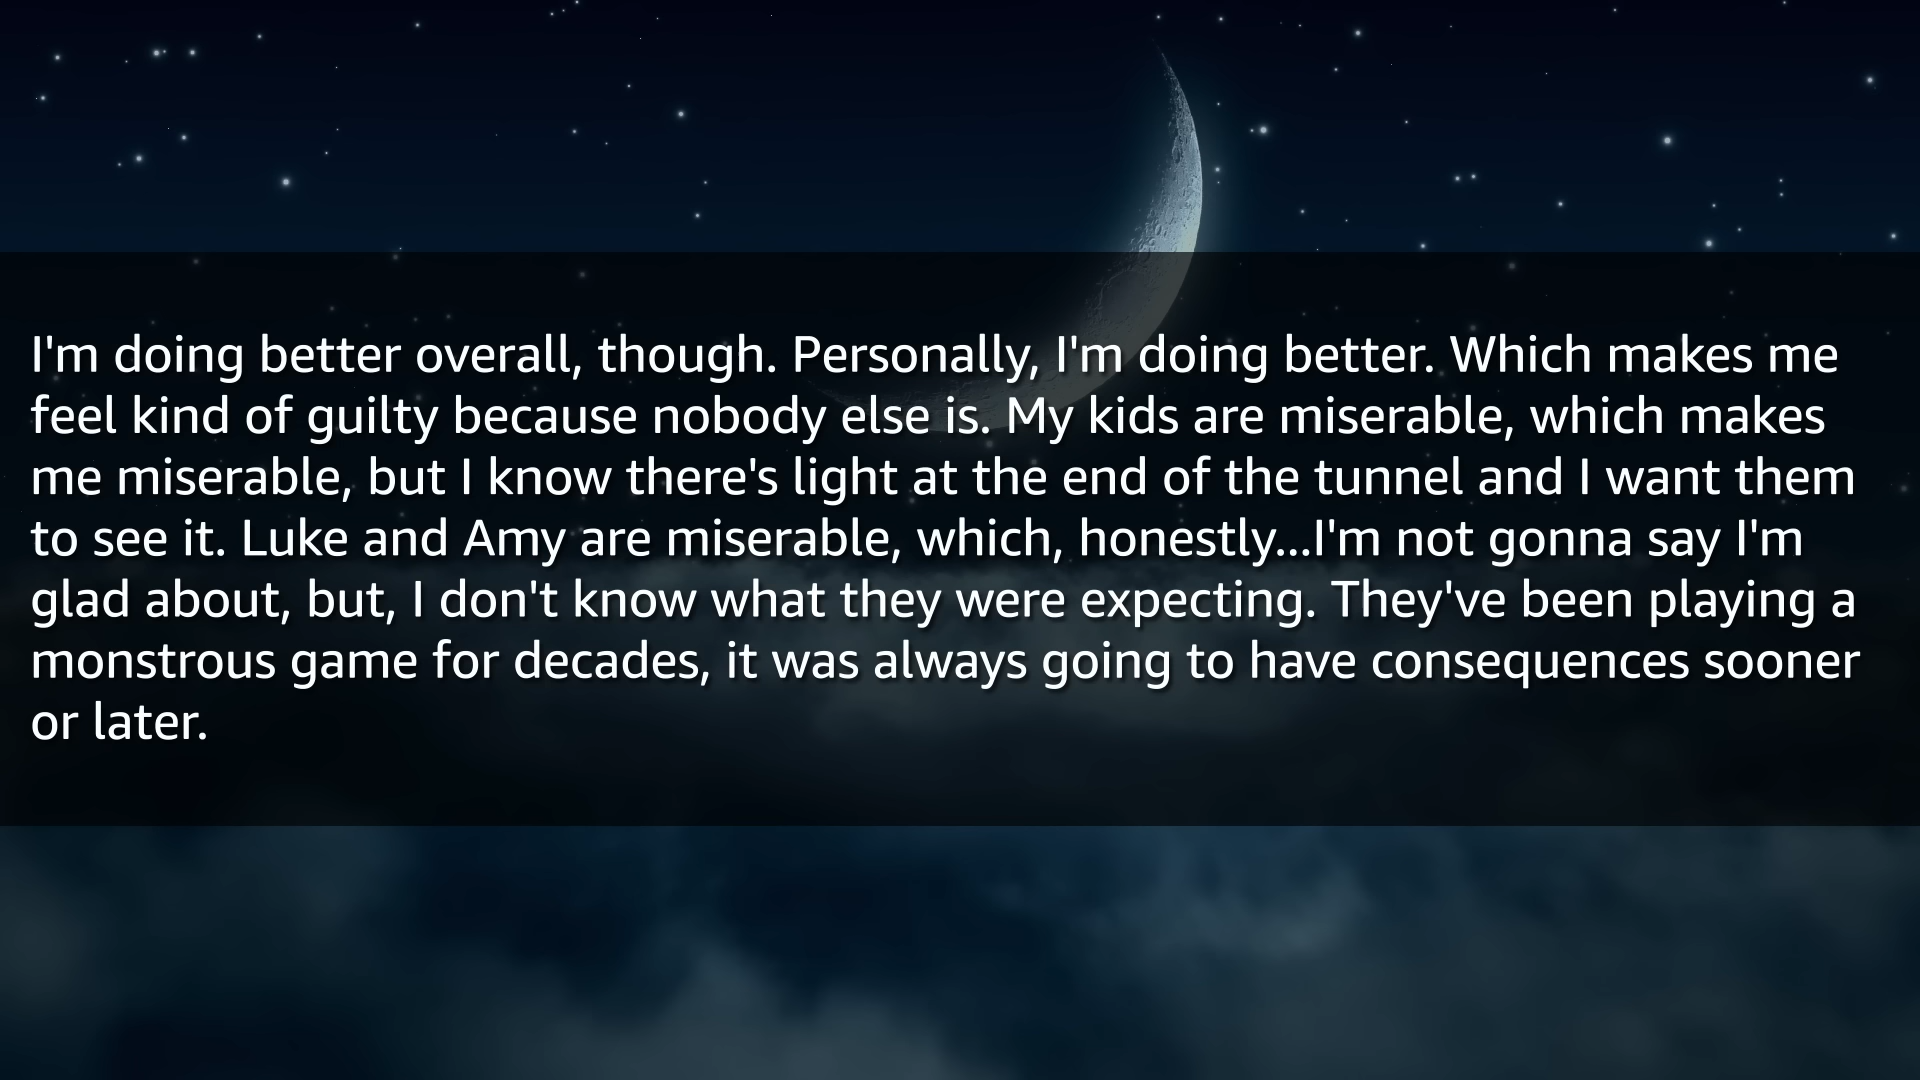 I'm doing better overall, though. Personally, I'm doing better. Which makes me
feel kind of guilty because nobody else is. My kids are miserable, which makes
me miserable, but I know there's light at the end of the tunnel and I want them
to see it. Luke and Amy are miserable, which, honestly...I'm not gonna say I'm
glad about, but, I don't know what they were expecting. They've been playing a
monstrous game for decades, it was always going to have consequences sooner
or later.